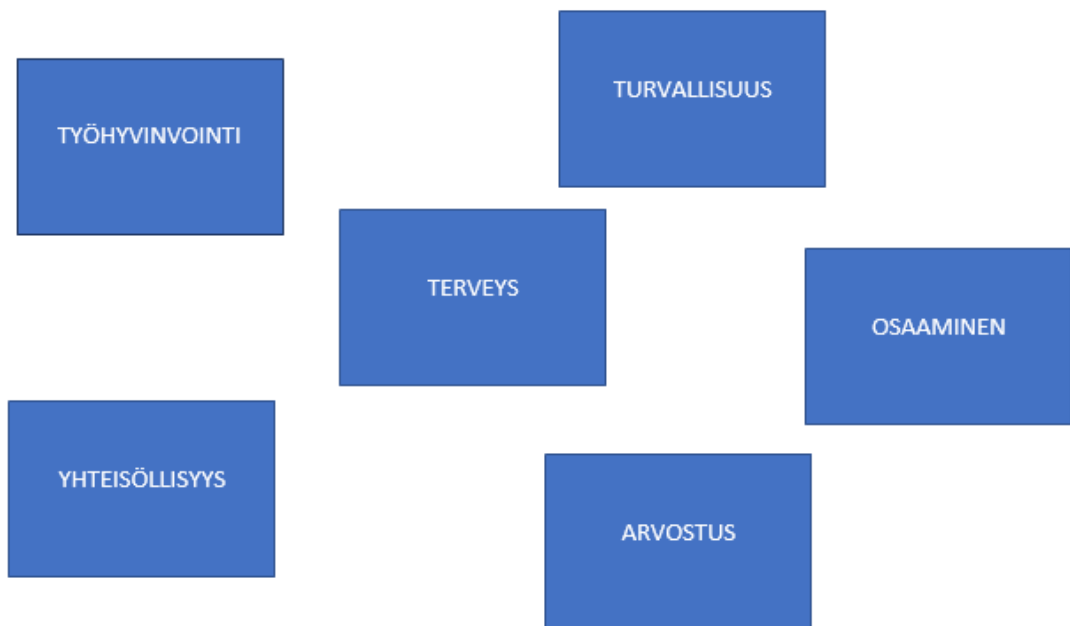 TURVALLISUUS
TYÖHYVINVOINTI
TERVEYS
OSAAMINEN
YHTEISÖLLISYYS
ARVOSTUS